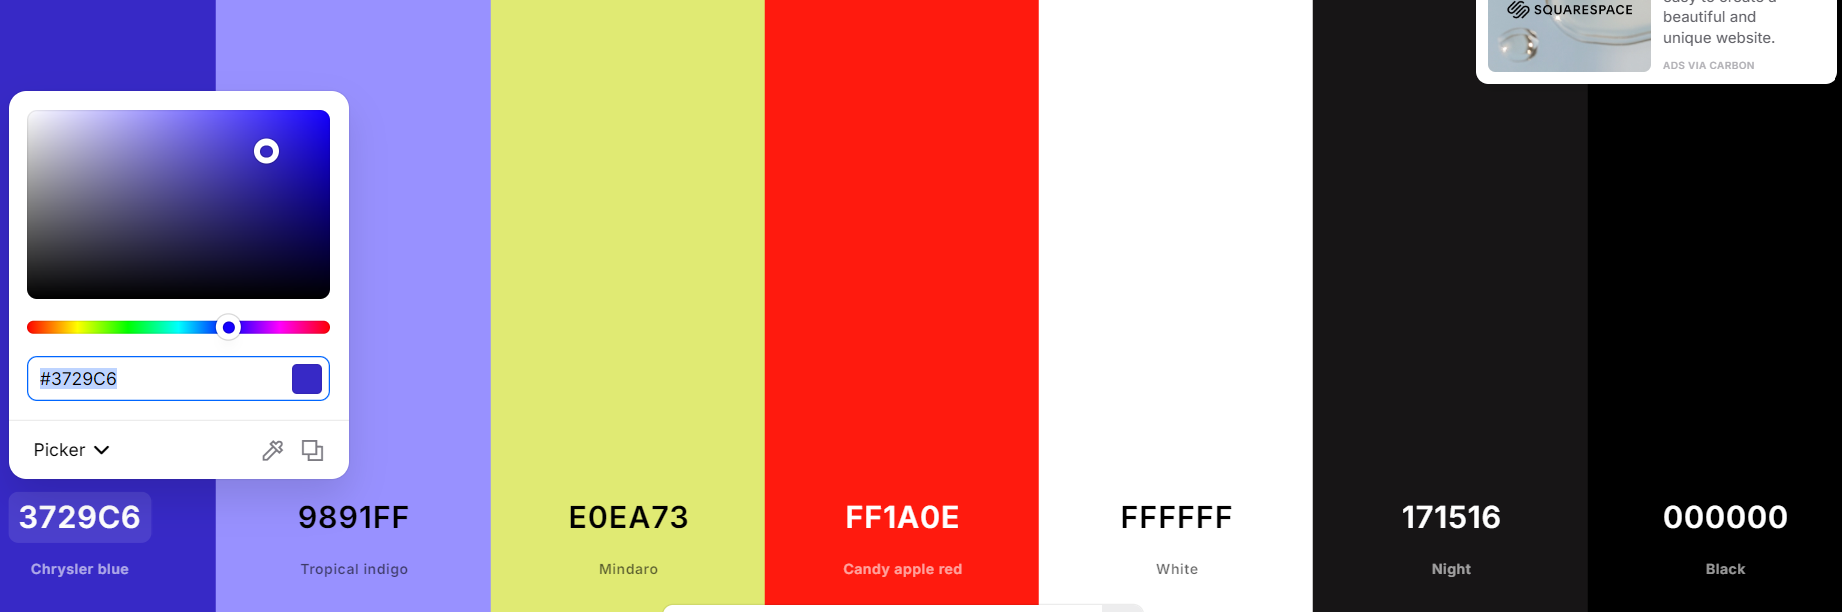 SQUARESPACE
beautiful and
unique website.
ADS VIA CARBON
#3729C6
Picker
3729C6
Chrysler blue
9891FF
Tropical indigo
E0EA73
Mindaro
FF1A0E
Candy apple red
FFFFFF
White
171516
Night
000000
Black